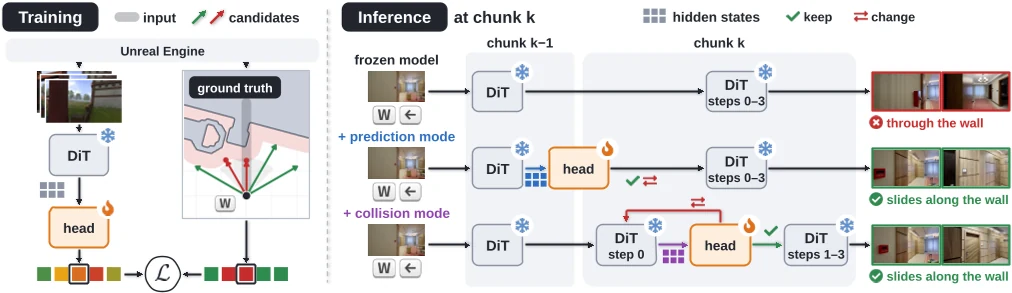 Training
input
candidates
Unreal Engine
ground truth
W
DiT
head
ℒ
Inference at chunk k
hidden states
keep
change
chunk k−1
chunk k
frozen model
W ←
DiT
DiT
steps 0–3
through the wall
+ prediction mode
W ←
DiT
head
DiT
steps 0–3
slides along the wall
+ collision mode
W ←
DiT
DiT
step 0
head
DiT
steps 1–3
slides along the wall